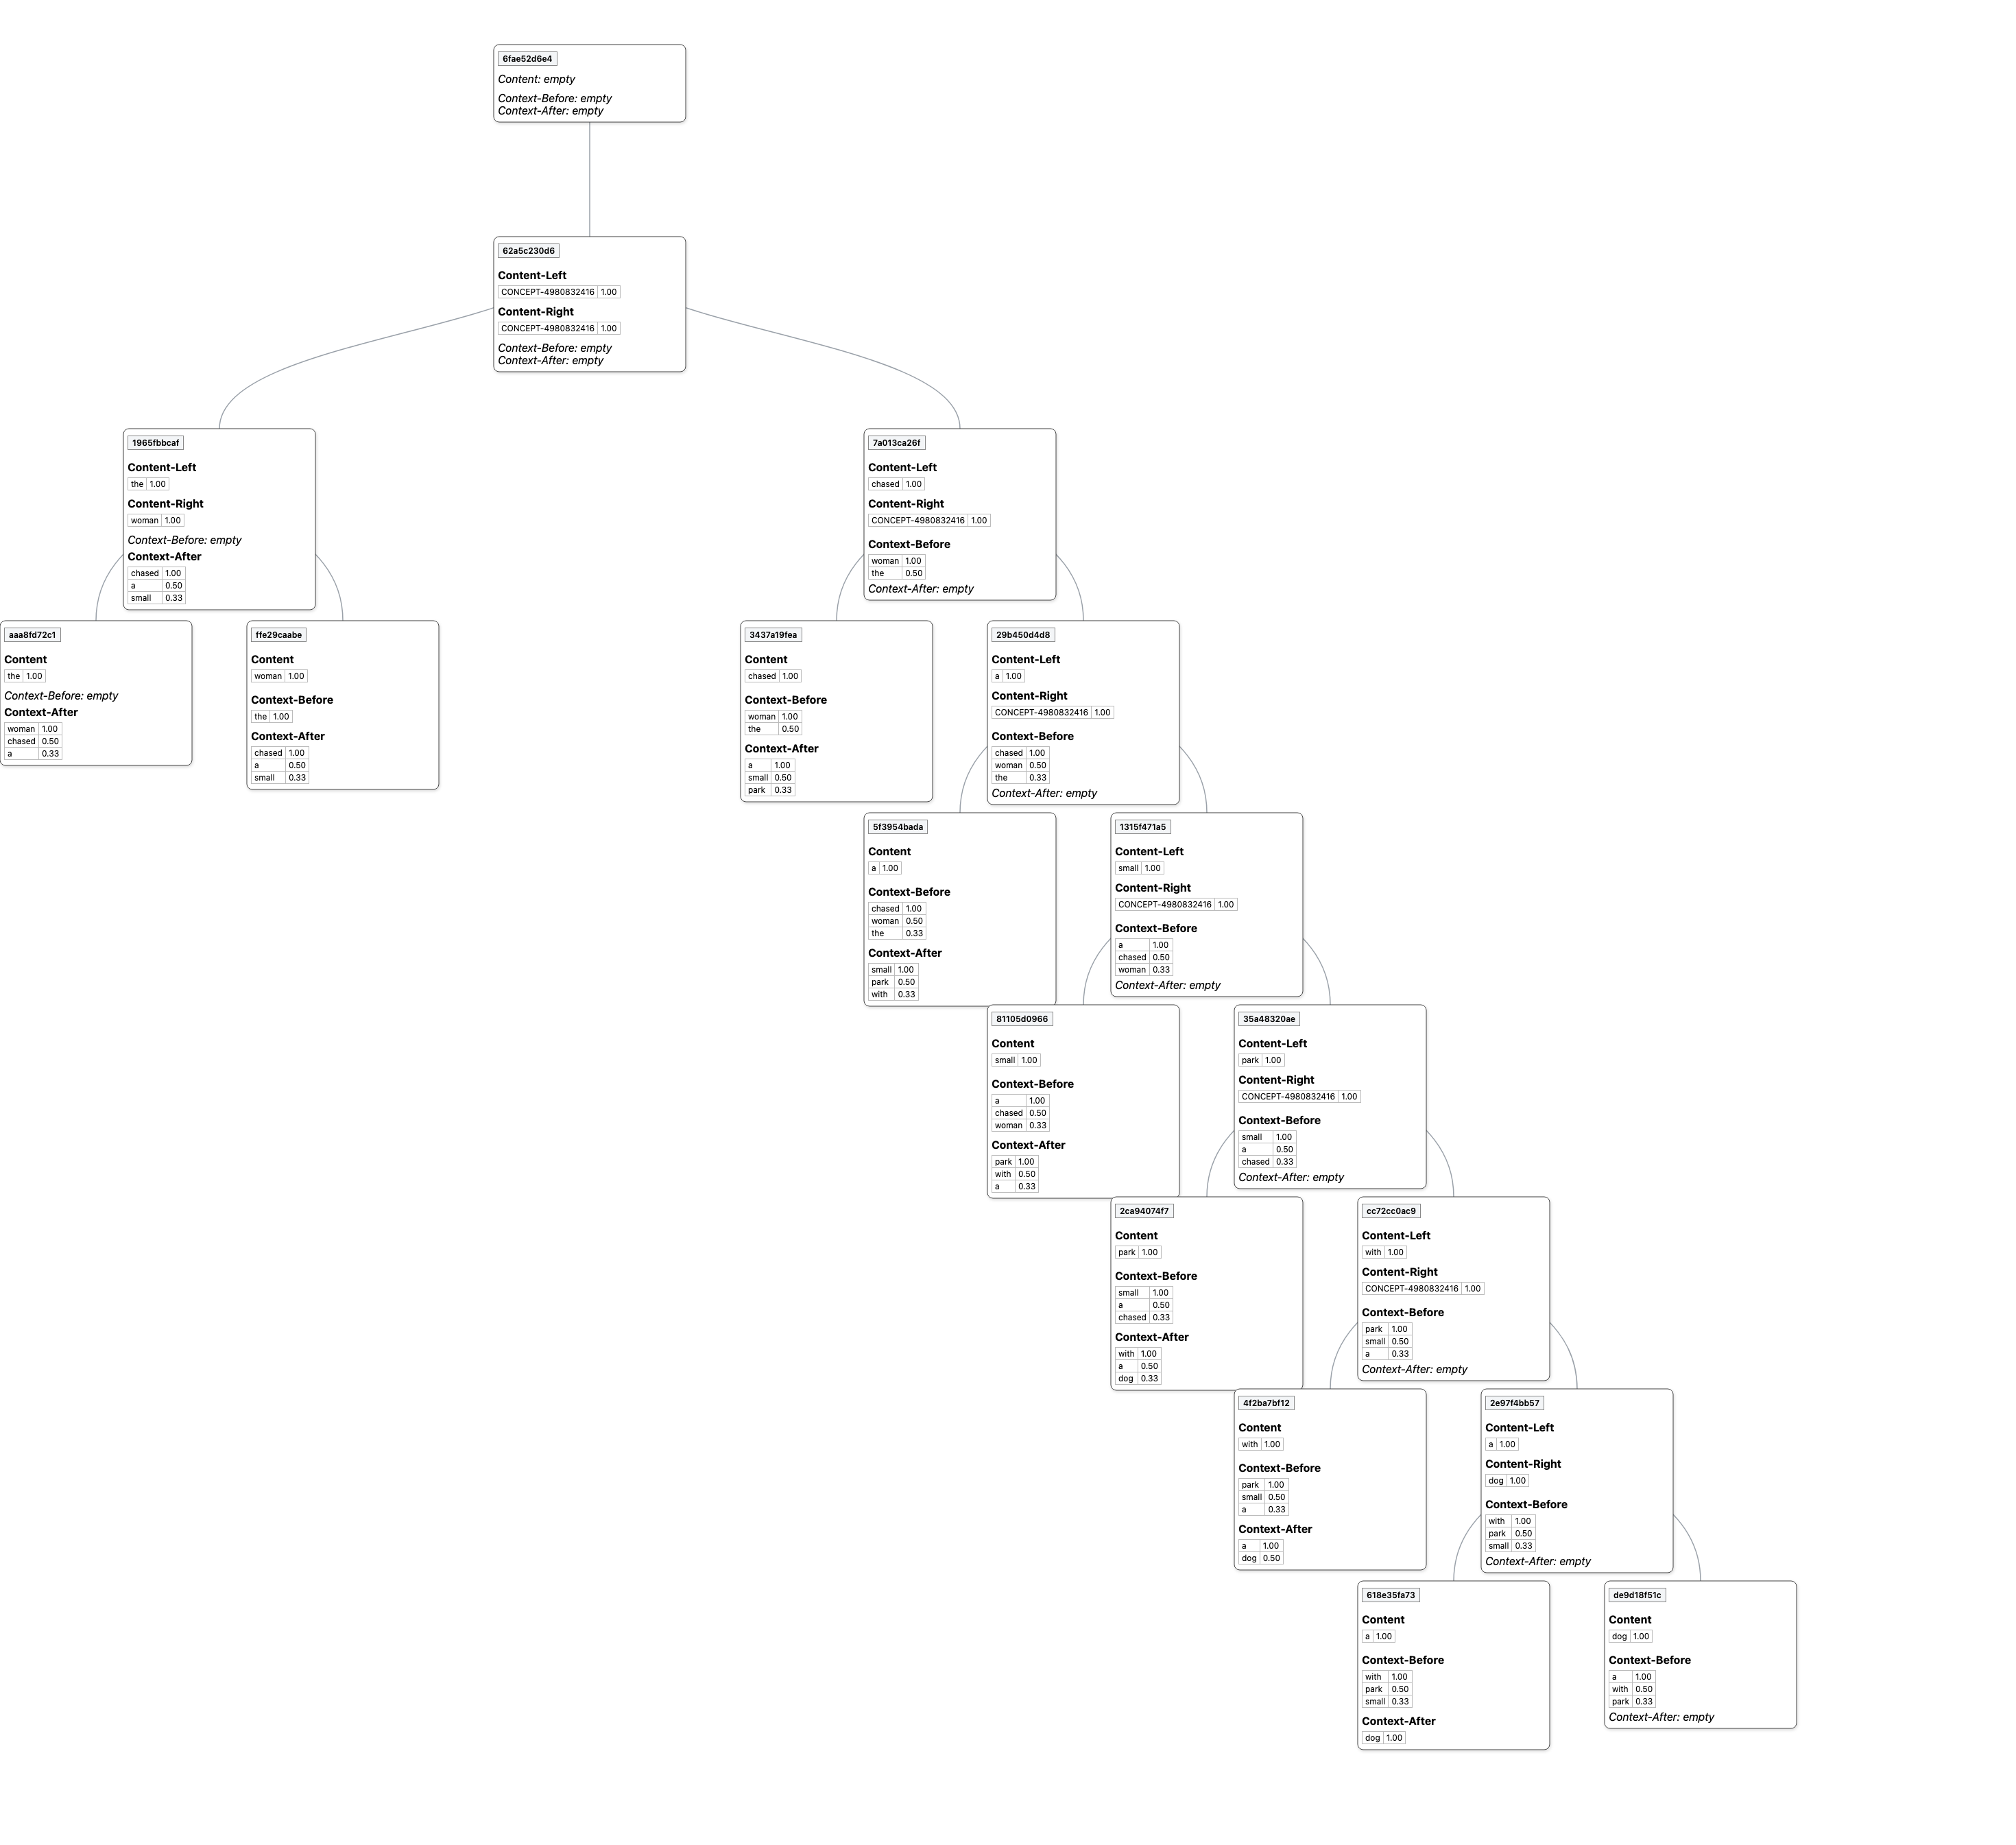 6fae52d6e4
Content: empty
Context-Before: empty
Context-After: empty
62a5c230d6
Content-Left
CONCEPT-4980832416 1.00
Content-Right
CONCEPT-4980832416 1.00
Context-Before: empty
Context-After: empty
1965fbbcaf
Content-Left
the 1.00
Content-Right
woman 1.00
Context-Before: empty
Context-After
chased 1.00
a 0.50
small 0.33
7a013ca26f
Content-Left
chased 1.00
Content-Right
CONCEPT-4980832416 1.00
Context-Before
woman 1.00
the 0.50
Context-After: empty
aaa8fd72c1
Content
the 1.00
Context-Before: empty
Context-After
woman 1.00
chased 0.50
a 0.33
ffe29caabe
Content
woman 1.00
Context-Before
the 1.00
Context-After
chased 1.00
a 0.50
small 0.33
3437a19fea
Content
chased 1.00
Context-Before
woman 1.00
the 0.50
Context-After
a 1.00
small 0.50
park 0.33
29b450d4d8
Content-Left
a 1.00
Content-Right
CONCEPT-4980832416 1.00
Context-Before
chased 1.00
woman 0.50
the 0.33
Context-After: empty
5f3954bada
Content
a 1.00
Context-Before
chased 1.00
woman 0.50
the 0.33
Context-After
small 1.00
park 0.50
with 0.33
1315f471a5
Content-Left
small 1.00
Content-Right
CONCEPT-4980832416 1.00
Context-Before
a 1.00
chased 0.50
woman 0.33
Context-After: empty
81105d0966
Content
small 1.00
Context-Before
a 1.00
chased 0.50
woman 0.33
Context-After
park 1.00
with 0.50
a 0.33
35a48320ae
Content-Left
park 1.00
Content-Right
CONCEPT-4980832416 1.00
Context-Before
small 1.00
a 0.50
chased 0.33
Context-After: empty
2ca94074f7
Content
park 1.00
Context-Before
small 1.00
a 0.50
chased 0.33
Context-After
with 1.00
a 0.50
dog 0.33
cc72cc0ac9
Content-Left
with 1.00
Content-Right
CONCEPT-4980832416 1.00
Context-Before
park 1.00
small 0.50
a 0.33
Context-After: empty
4f2ba7bf12
Content
with 1.00
Context-Before
park 1.00
small 0.50
a 0.33
Context-After
a 1.00
dog 0.50
2e97f4bb57
Content-Left
a 1.00
Content-Right
dog 1.00
Context-Before
with 1.00
park 0.50
small 0.33
Context-After: empty
618e35fa73
Content
a 1.00
Context-Before
with 1.00
park 0.50
small 0.33
Context-After
dog 1.00
de9d18f51c
Content
dog 1.00
Context-Before
a 1.00
with 0.50
park 0.33
Context-After: empty